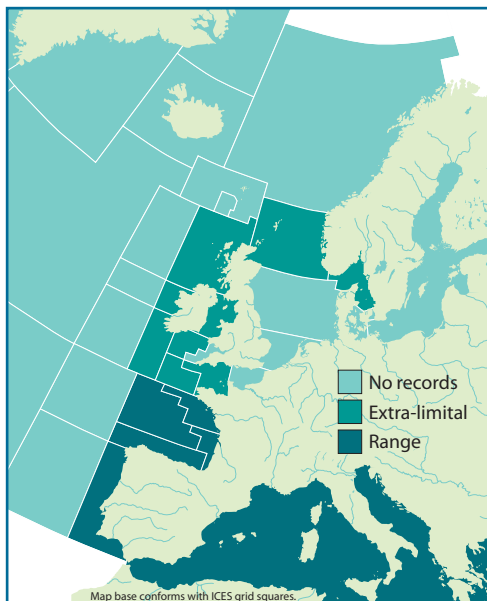 No records
Extra-limital
Range
Map base conforms with ICES grid squares.